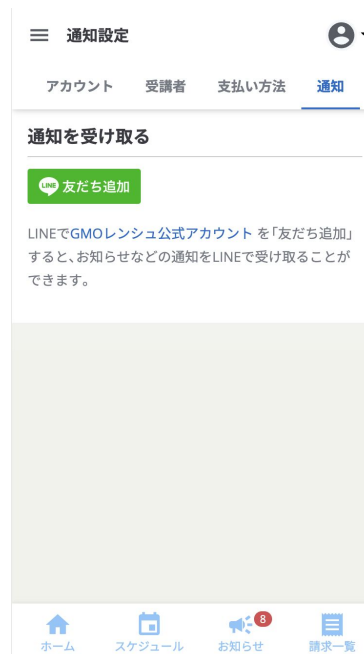 通知設定
アカウント 受講者 支払い方法 通知
通知を受け取る
LINE 友だち追加
LINEでGMOレンシュ公式アカウント を「友だち追加」
すると、お知らせなどの通知をLINEで受け取ることが
できます。
8
ホーム スケジュール お知らせ 請求一覧